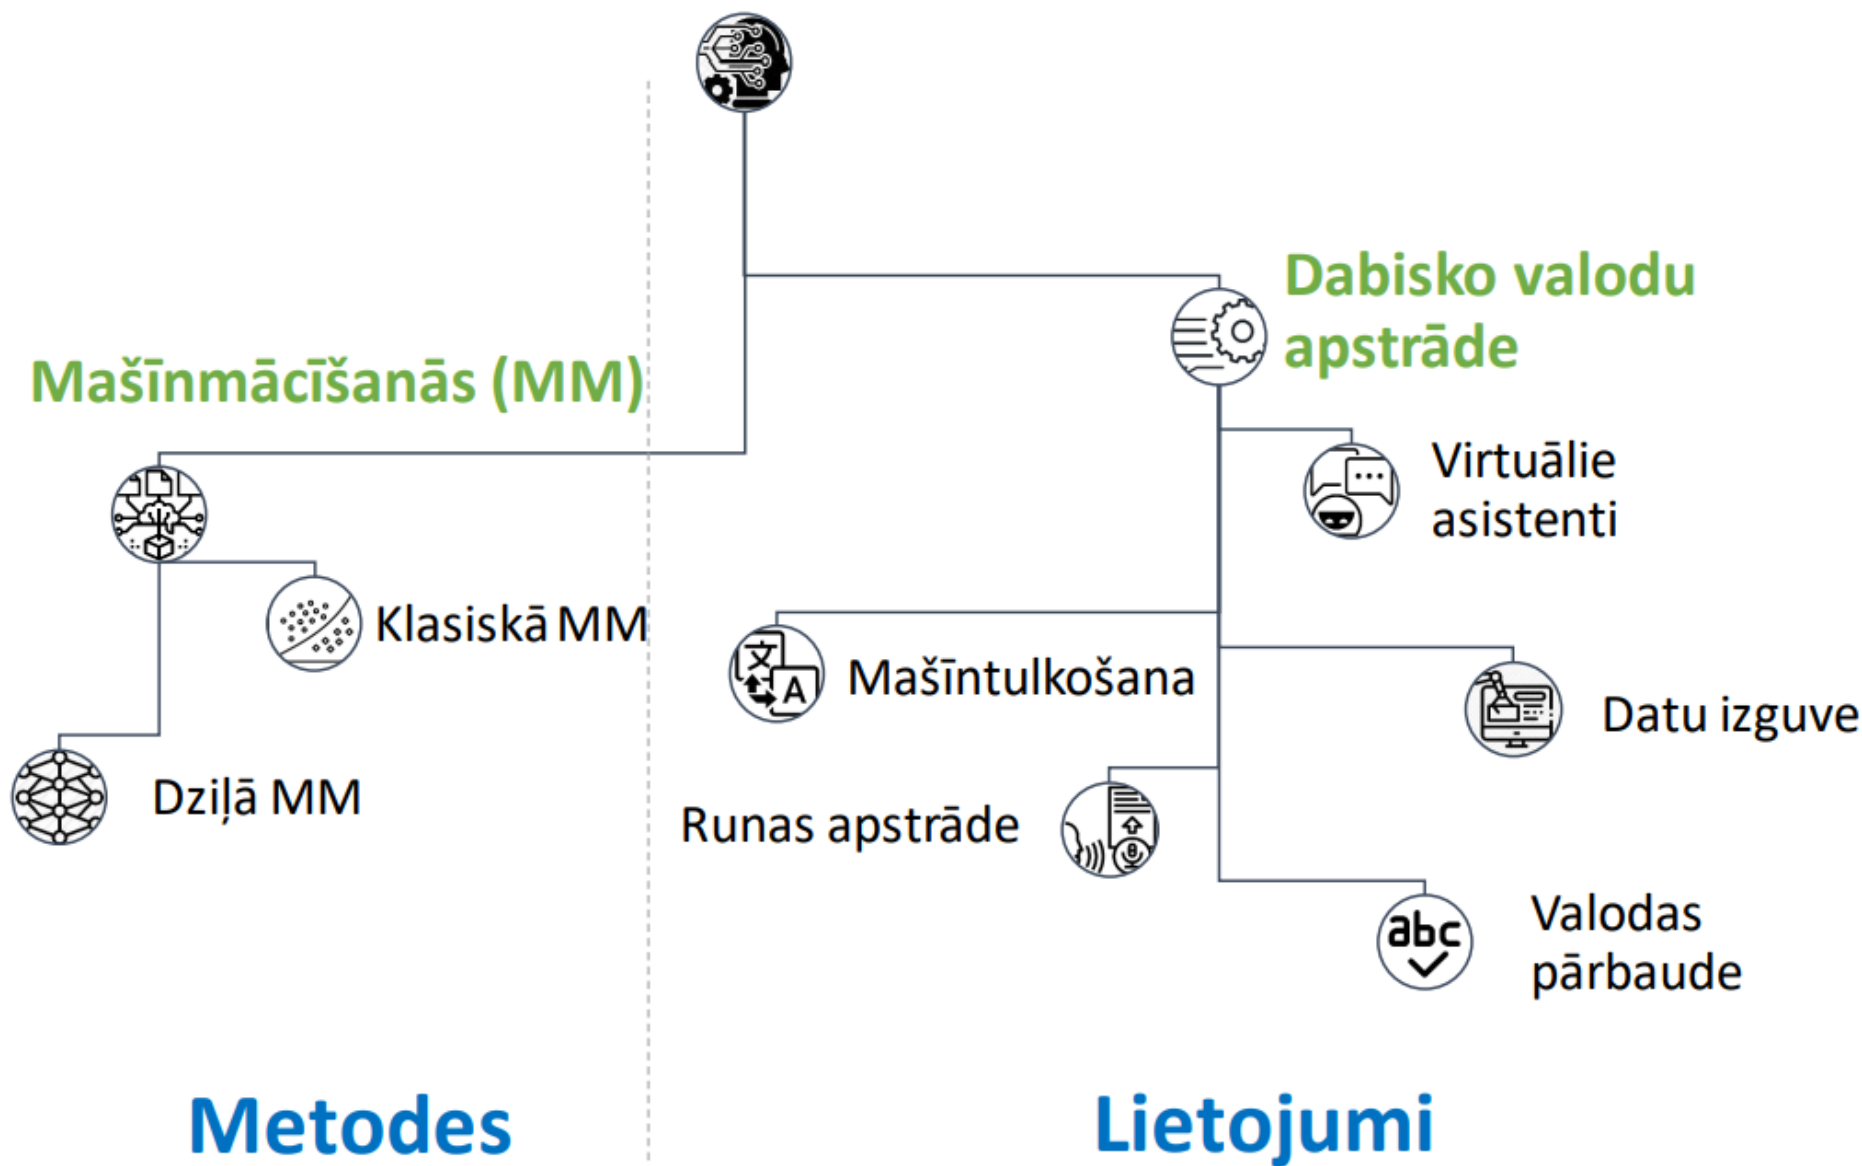 Dabisko valodu
apstrāde
Mašīnmācīšanās (MM)
Virtuālie
asistenti
Klasiskā MM
Mašīntulkošana
文
A
Datu izguve
Dziļā MM
Runas apstrāde
abc
Valodas
pārbaude
Metodes
Lietojumi